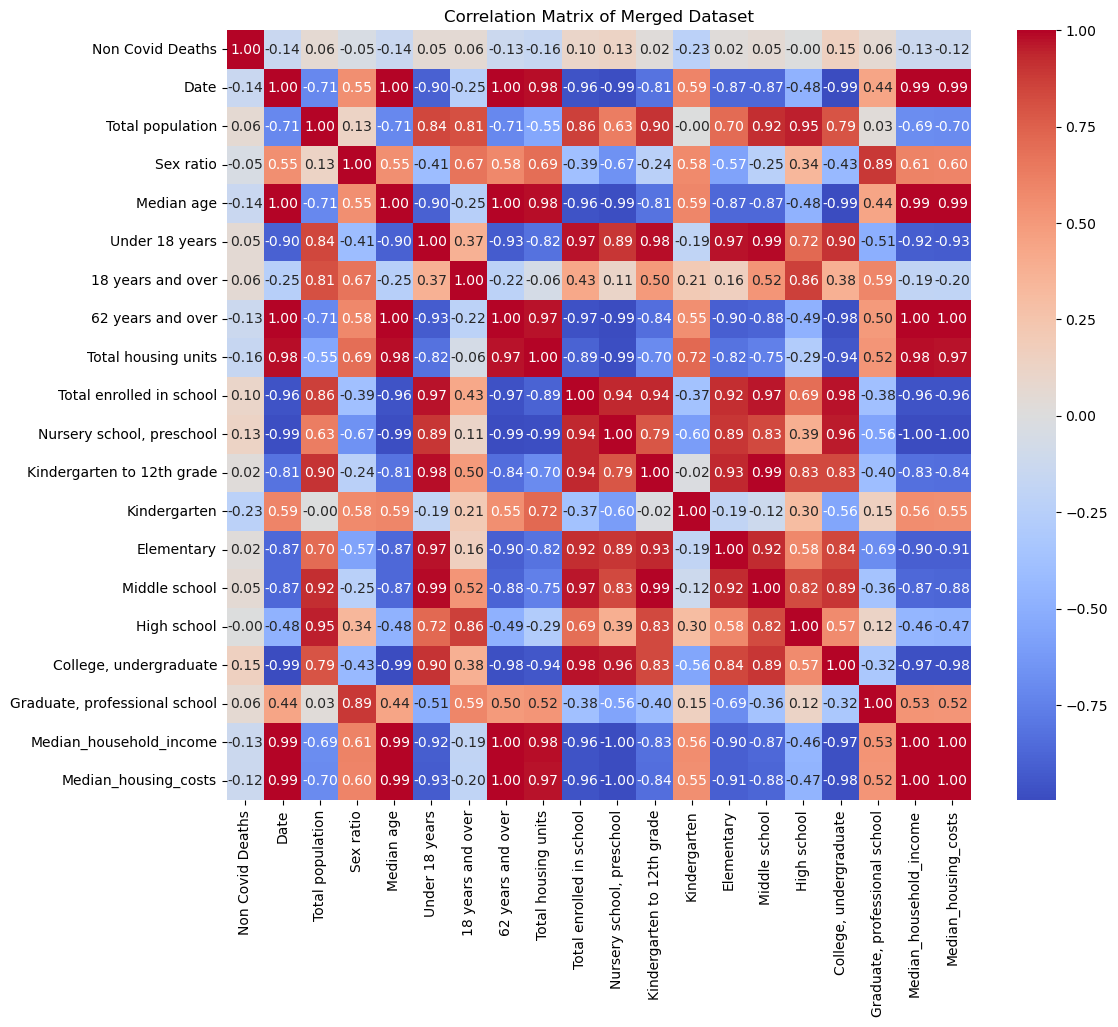 Correlation Matrix of Merged Dataset
Non Covid Deaths 1.00 -0.14 0.06 -0.05 -0.14 0.05 0.06 -0.13 -0.16 0.10 0.13 0.02 -0.23 0.02 0.05 -0.00 0.15 0.06 -0.13 -0.12
Date -0.14 1.00 -0.71 0.55 1.00 -0.90 -0.25 1.00 0.98 -0.96 -0.99 -0.81 0.59 -0.87 -0.87 -0.48 -0.99 0.44 0.99 0.99
Total population 0.06 -0.71 1.00 0.13 -0.71 0.84 0.81 -0.71 -0.55 0.86 0.63 0.90 -0.00 0.70 0.92 0.95 0.79 0.03 -0.69 -0.70
Sex ratio -0.05 0.55 0.13 1.00 0.55 -0.41 0.67 0.58 0.69 -0.39 -0.67 -0.24 0.58 -0.57 -0.25 0.34 -0.43 0.89 0.61 0.60
Median age -0.14 1.00 -0.71 0.55 1.00 -0.90 -0.25 1.00 0.98 -0.96 -0.99 -0.81 0.59 -0.87 -0.87 -0.48 -0.99 0.44 0.99 0.99
Under 18 years 0.05 -0.90 0.84 -0.41 -0.90 1.00 0.37 -0.93 -0.82 0.97 0.89 0.98 -0.19 0.97 0.99 0.72 0.90 -0.51 -0.92 -0.93
18 years and over 0.06 -0.25 0.81 0.67 -0.25 0.37 1.00 -0.22 -0.06 0.43 0.11 0.50 0.21 0.16 0.52 0.86 0.38 0.59 -0.19 -0.20
62 years and over -0.13 1.00 -0.71 0.58 1.00 -0.93 -0.22 1.00 0.97 -0.97 -0.99 -0.84 0.55 -0.90 -0.88 -0.49 -0.98 0.50 1.00 1.00
Total housing units -0.16 0.98 -0.55 0.69 0.98 -0.82 -0.06 0.97 1.00 -0.89 -0.99 -0.70 0.72 -0.82 -0.75 -0.29 -0.94 0.52 0.98 0.97
Total enrolled in school 0.10 -0.96 0.86 -0.39 -0.96 0.97 0.43 -0.97 -0.89 1.00 0.94 0.94 -0.37 0.92 0.97 0.69 0.98 -0.38 -0.96 -0.96
Nursery school, preschool 0.13 -0.99 0.63 -0.67 -0.99 0.89 0.11 -0.99 -0.99 0.94 1.00 0.79 -0.60 0.89 0.83 0.39 0.96 -0.56 -1.00 -1.00
Kindergarten to 12th grade 0.02 -0.81 0.90 -0.24 -0.81 0.98 0.50 -0.84 -0.70 0.94 0.79 1.00 -0.02 0.93 0.99 0.83 0.83 -0.40 -0.83 -0.84
Kindergarten -0.23 0.59 -0.00 0.58 0.59 -0.19 0.21 0.55 0.72 -0.37 -0.60 -0.02 1.00 -0.19 -0.12 0.30 -0.56 0.15 0.56 0.55
Elementary 0.02 -0.87 0.70 -0.57 -0.87 0.97 0.16 -0.90 -0.82 0.92 0.89 0.93 -0.19 1.00 0.92 0.58 0.84 -0.69 -0.90 -0.91
Middle school 0.05 -0.87 0.92 -0.25 -0.87 0.99 0.52 -0.88 -0.75 0.97 0.83 0.99 -0.12 0.92 1.00 0.82 0.89 -0.36 -0.87 -0.88
High school -0.00 -0.48 0.95 0.34 -0.48 0.72 0.86 -0.49 -0.29 0.69 0.39 0.83 0.30 0.58 0.82 1.00 0.57 0.12 -0.46 -0.47
College, undergraduate 0.15 -0.99 0.79 -0.43 -0.99 0.90 0.38 -0.98 -0.94 0.98 0.96 0.83 -0.56 0.84 0.89 0.57 1.00 -0.32 -0.97 -0.98
Graduate, professional school 0.06 0.44 0.03 0.89 0.44 -0.51 0.59 0.50 0.52 -0.38 -0.56 -0.40 0.15 -0.69 -0.36 0.12 -0.32 1.00 0.53 0.52
Median_household_income -0.13 0.99 -0.69 0.61 0.99 -0.92 -0.19 1.00 0.98 -0.96 -1.00 -0.83 0.56 -0.90 -0.87 -0.46 -0.97 0.53 1.00 1.00
Median_housing_costs -0.12 0.99 -0.70 0.60 0.99 -0.93 -0.20 1.00 0.97 -0.96 -1.00 -0.84 0.55 -0.91 -0.88 -0.47 -0.98 0.52 1.00 1.00
Non Covid Deaths
Date
Total population
Sex ratio
Median age
Under 18 years
18 years and over
62 years and over
Total housing units
Total enrolled in school
Nursery school, preschool
Kindergarten to 12th grade
Kindergarten
Elementary
Middle school
High school
College, undergraduate
Graduate, professional school
Median_household_income
Median_housing_costs
1.00
0.75
0.50
0.25
0.00
−0.25
−0.50
−0.75